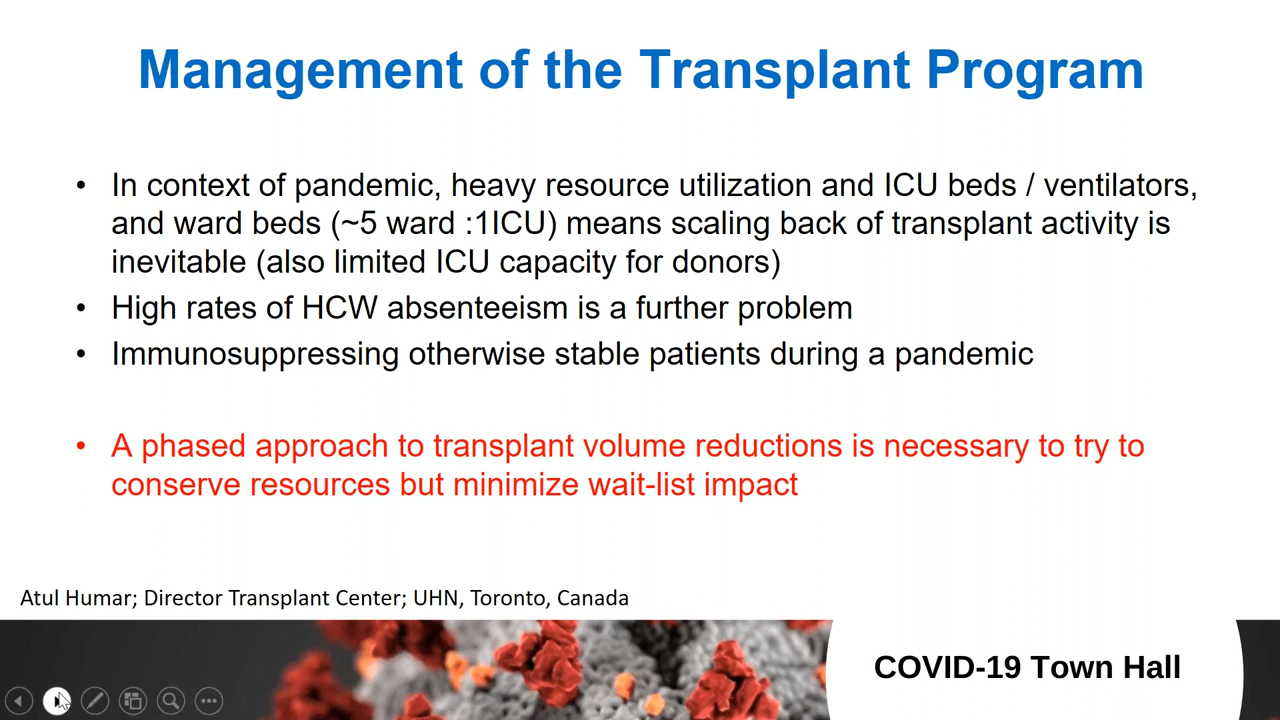 Management of the Transplant Program
• In context of pandemic, heavy resource utilization and ICU beds / ventilators,
and ward beds (~5 ward :1ICU) means scaling back of transplant activity is
inevitable (also limited ICU capacity for donors)
• High rates of HCW absenteeism is a further problem
• Immunosuppressing otherwise stable patients during a pandemic
• A phased approach to transplant volume reductions is necessary to try to
conserve resources but minimize wait-list impact
Atul Humar; Director Transplant Center; UHN, Toronto, Canada
COVID-19 Town Hall